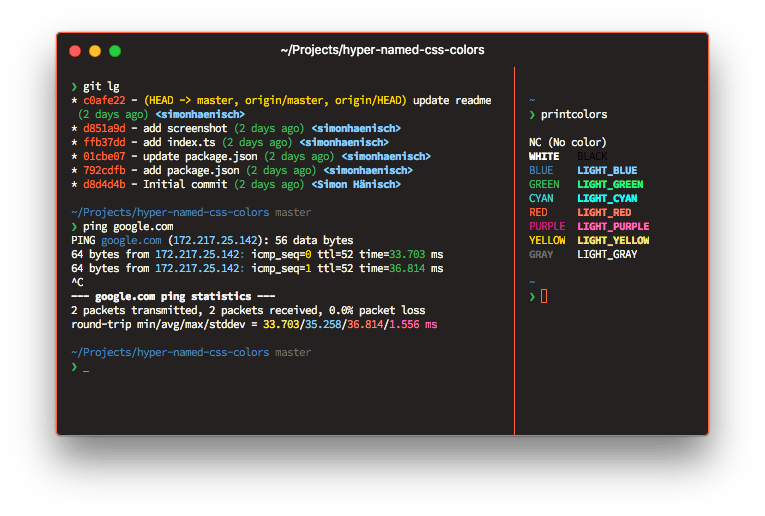 ~/Projects/hyper-named-css-colors
❯ git lg
* c0afe22 - (HEAD -> master, origin/master, origin/HEAD) update readme
(2 days ago) <simonhaenisch>
* d851a9d - add screenshot (2 days ago) <simonhaenisch>
* ffb37dd - add index.ts (2 days ago) <simonhaenisch>
* 01cbe07 - update package.json (2 days ago) <simonhaenisch>
* 792cdfb - add package.json (2 days ago) <simonhaenisch>
* d8d4d4b - Initial commit (2 days ago) <Simon Hänisch>
~/Projects/hyper-named-css-colors master
❯ ping google.com
PING google.com (172.217.25.142): 56 data bytes
64 bytes from 172.217.25.142: icmp_seq=0 ttl=52 time=33.703 ms
64 bytes from 172.217.25.142: icmp_seq=1 ttl=52 time=36.814 ms
^C
--- google.com ping statistics ---
2 packets transmitted, 2 packets received, 0.0% packet loss
round-trip min/avg/max/stddev = 33.703/35.258/36.814/1.556 ms
~/Projects/hyper-named-css-colors master
❯ _
~
❯ printcolors
NC (No color)
WHITE BLACK
BLUE LIGHT_BLUE
GREEN LIGHT_GREEN
CYAN LIGHT_CYAN
RED LIGHT_RED
PURPLE LIGHT_PURPLE
YELLOW LIGHT_YELLOW
GRAY LIGHT_GRAY
~
❯